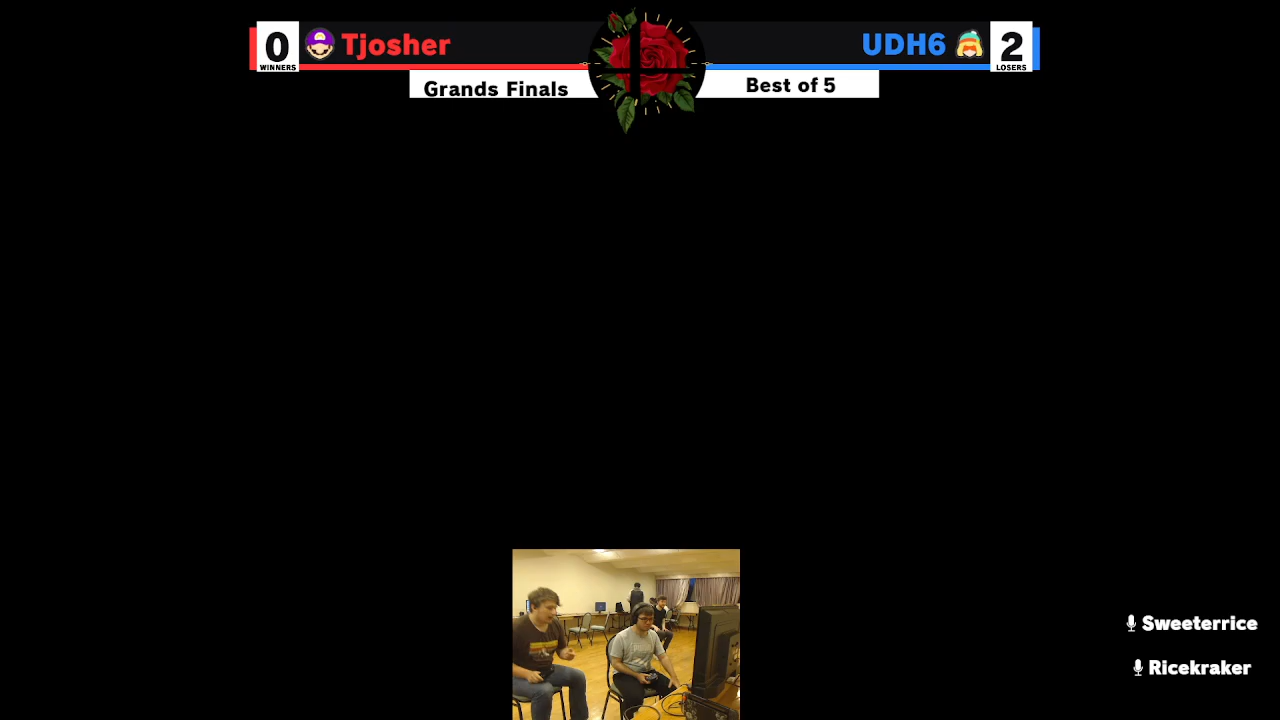 0 WINNERS Tjosher UDH6 2 LOSERS
Grands Finals Best of 5
Sweeterrice
Ricekraker